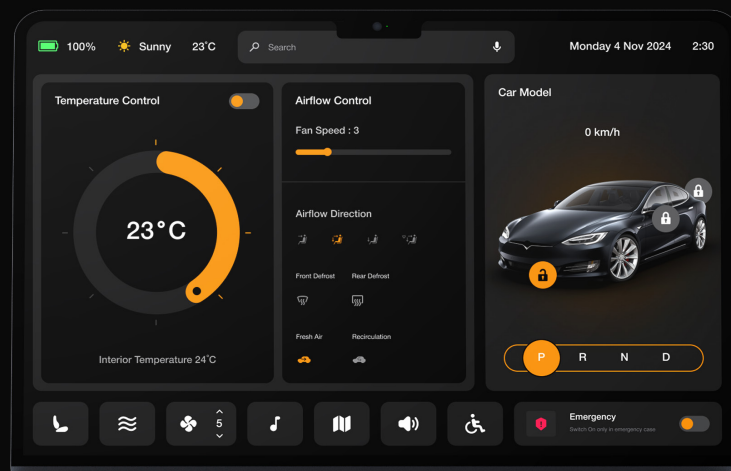 100% Sunny 23°C Search Monday 4 Nov 2024 2:30
Temperature Control
23°C
Interior Temperature 24°C
Airflow Control
Fan Speed : 3
Airflow Direction
Front Defrost Rear Defrost
Fresh Air Recirculation
Car Model
0 km/h
P R N D
5
Emergency
Switch On only in emergency case